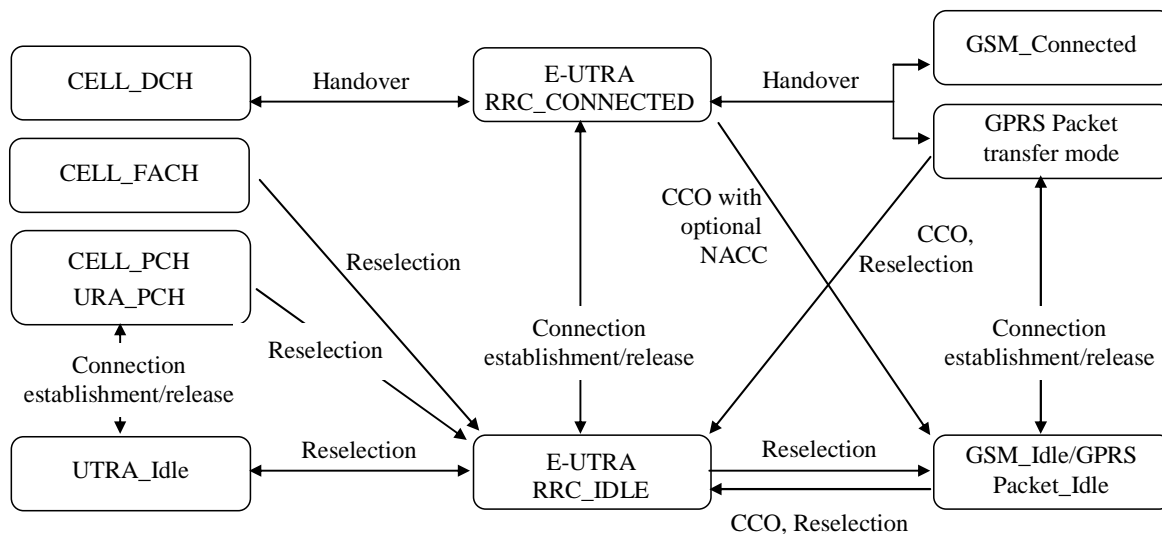 GSM_Connected
CELL_DCH
Handover
E-UTRA
RRC_CONNECTED
Handover
GPRS Packet
transfer mode
CELL_FACH
CCO with
optional
NACC
CCO,
Reselection
CELL_PCH
URA_PCH
Reselection
Reselection
Connection
establishment/release
Connection
establishment/release
Connection
establishment/release
UTRA_Idle
Reselection
E-UTRA
RRC_IDLE
Reselection
GSM_Idle/GPRS
Packet_Idle
CCO, Reselection